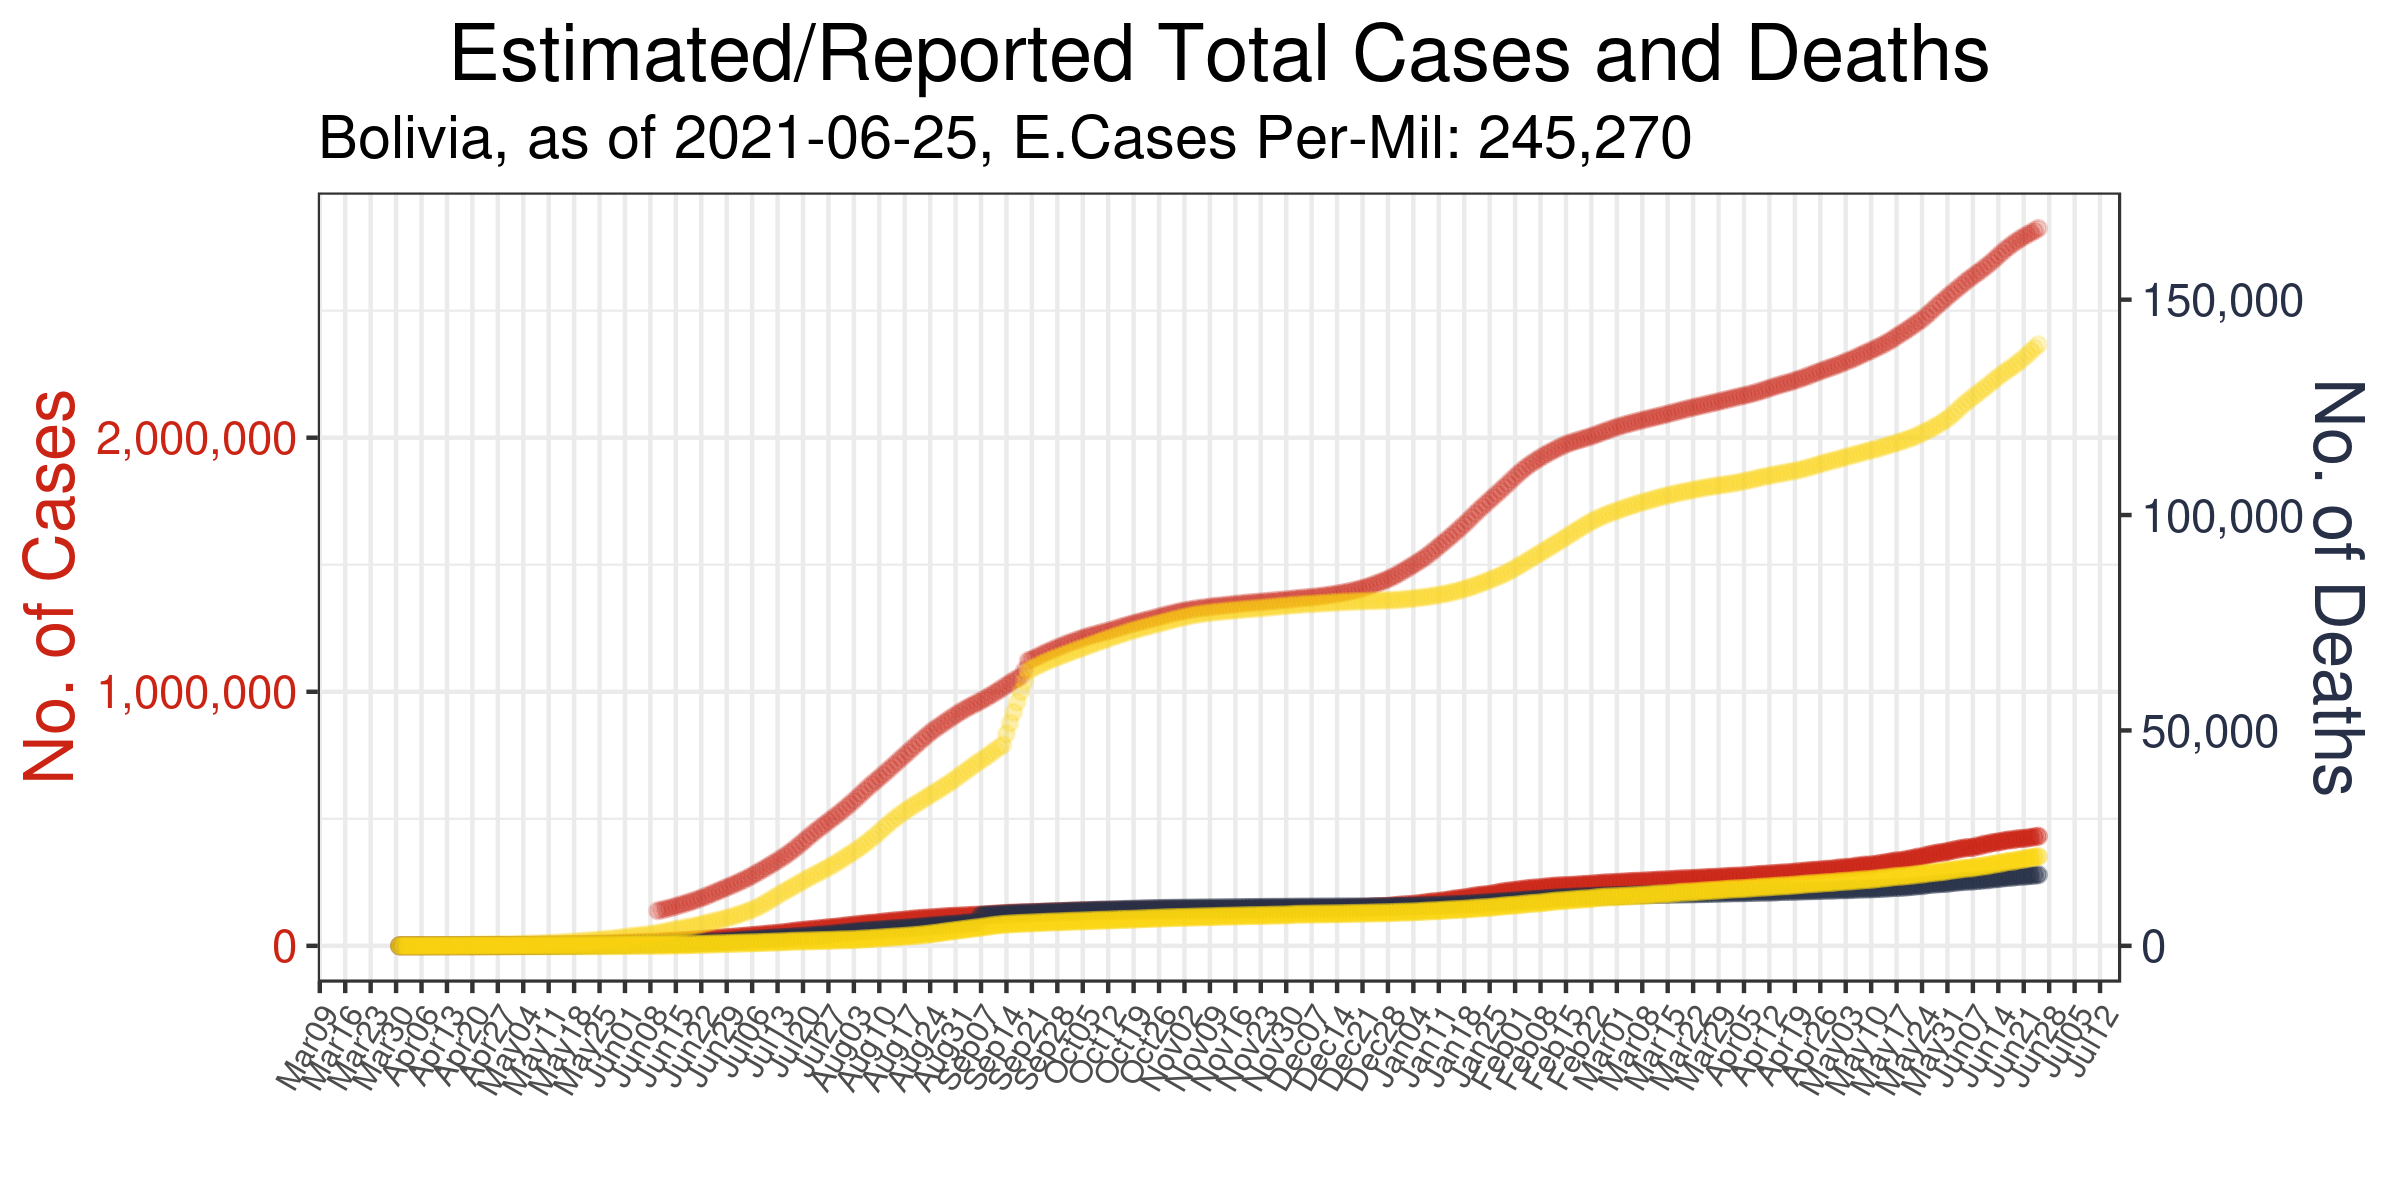 Estimated/Reported Total Cases and Deaths
Bolivia, as of 2021-06-25, E.Cases Per-Mil: 245,270
No. of Cases
2,000,000
1,000,000
0
150,000
100,000
50,000
0
No. of Deaths
Mar09
Mar16
Mar23
Mar30
Apr06
Apr13
Apr20
Apr27
May04
May11
May18
May25
Jun01
Jun08
Jun15
Jun22
Jun29
Jul06
Jul13
Jul20
Jul27
Aug03
Aug10
Aug17
Aug24
Aug31
Sep07
Sep14
Sep21
Sep28
Oct05
Oct12
Oct19
Oct26
Nov02
Nov09
Nov16
Nov23
Nov30
Dec07
Dec14
Dec21
Dec28
Jan04
Jan11
Jan18
Jan25
Feb01
Feb08
Feb15
Feb22
Mar01
Mar08
Mar15
Mar22
Mar29
Apr05
Apr12
Apr19
Apr26
May03
May10
May17
May24
May31
Jun07
Jun14
Jun21
Jun28
Jul05
Jul12